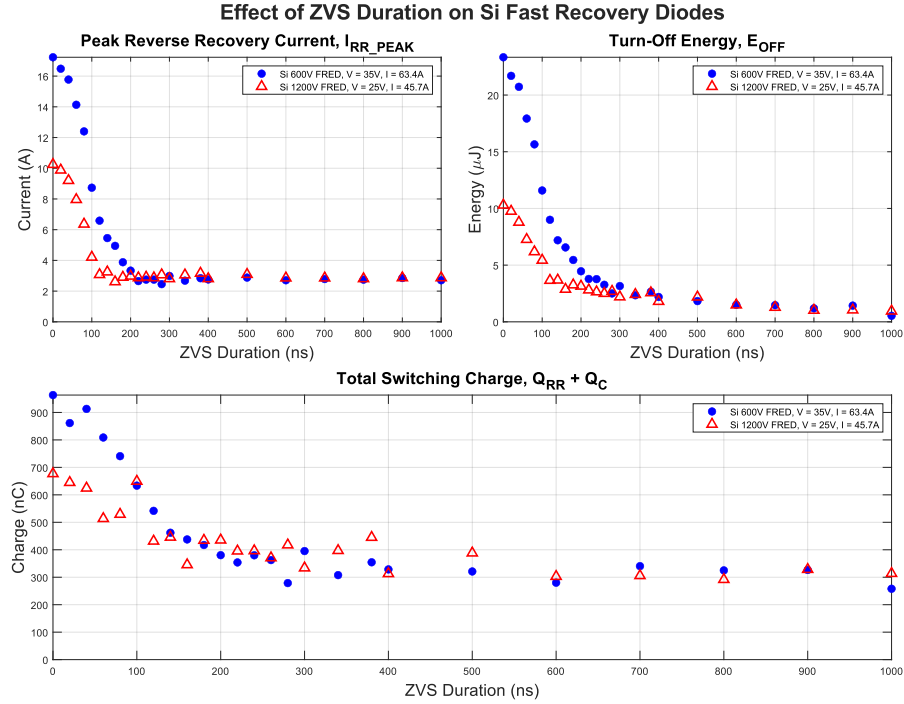 Effect of ZVS Duration on Si Fast Recovery Diodes
Peak Reverse Recovery Current, I_RR_PEAK
Si 600V FRED, V = 35V, I = 63.4A
Si 1200V FRED, V = 25V, I = 45.7A
Current (A)
16
14
12
10
8
6
4
2
0
0 100 200 300 400 500 600 700 800 900 1000
ZVS Duration (ns)
Turn-Off Energy, E_OFF
Si 600V FRED, V = 35V, I = 63.4A
Si 1200V FRED, V = 25V, I = 45.7A
Energy (μJ)
20
15
10
5
0
0 100 200 300 400 500 600 700 800 900 1000
ZVS Duration (ns)
Total Switching Charge, Q_RR + Q_C
Si 600V FRED, V = 35V, I = 63.4A
Si 1200V FRED, V = 25V, I = 45.7A
Charge (nC)
900
800
700
600
500
400
300
200
100
0
0 100 200 300 400 500 600 700 800 900 1000
ZVS Duration (ns)